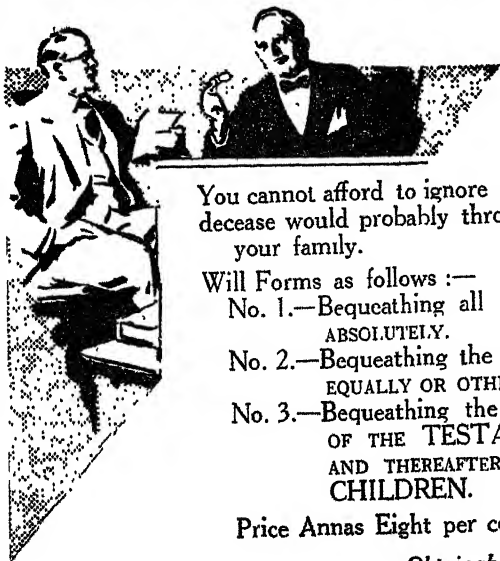 You cannot afford to ignore
decease would probably thro
your family.
Will Forms as follows :—
No. 1.—Bequeathing all
ABSOLUTELY.
No. 2.—Bequeathing the
EQUALLY OR OTH
No. 3.—Bequeathing the
OF THE TESTA
AND THEREAFTER
CHILDREN.
Price Annas Eight per c